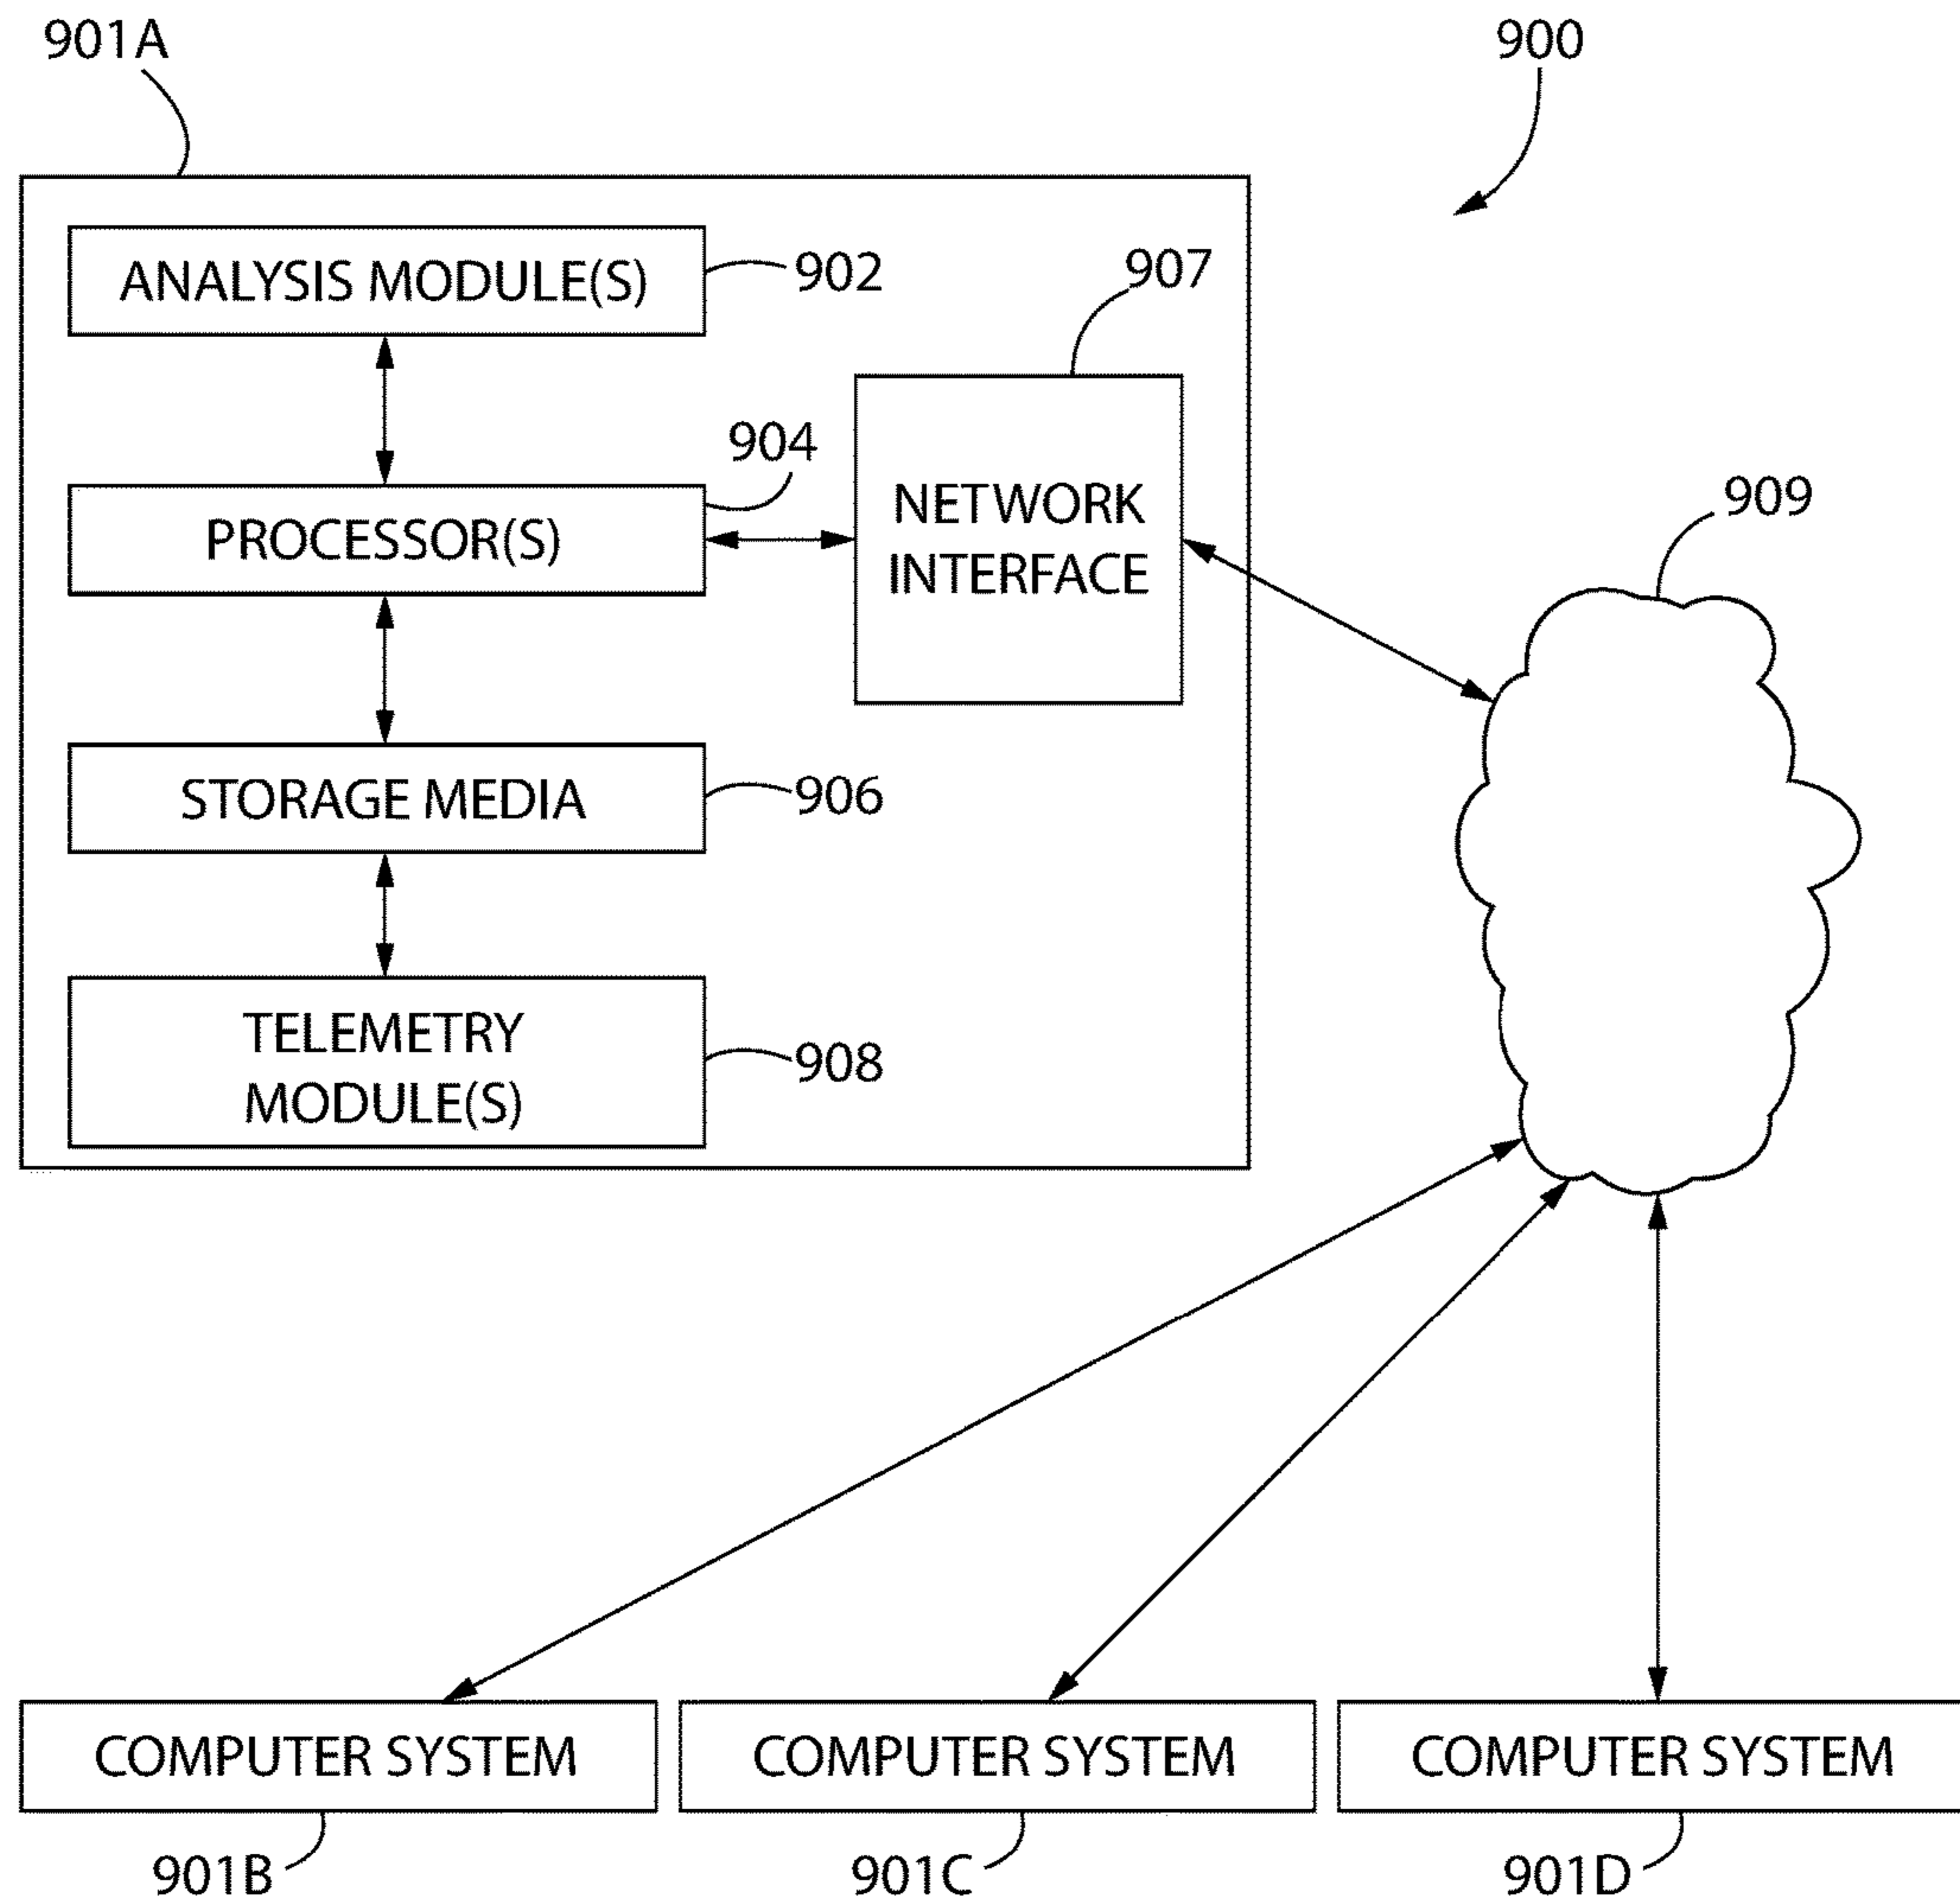 901A
900
ANALYSIS MODULE(S)
902
907
904
PROCESSOR(S)
NETWORK
INTERFACE
909
STORAGE MEDIA
906
TELEMETRY
MODULE(S)
908
COMPUTER SYSTEM
COMPUTER SYSTEM
COMPUTER SYSTEM
901B
901C
901D